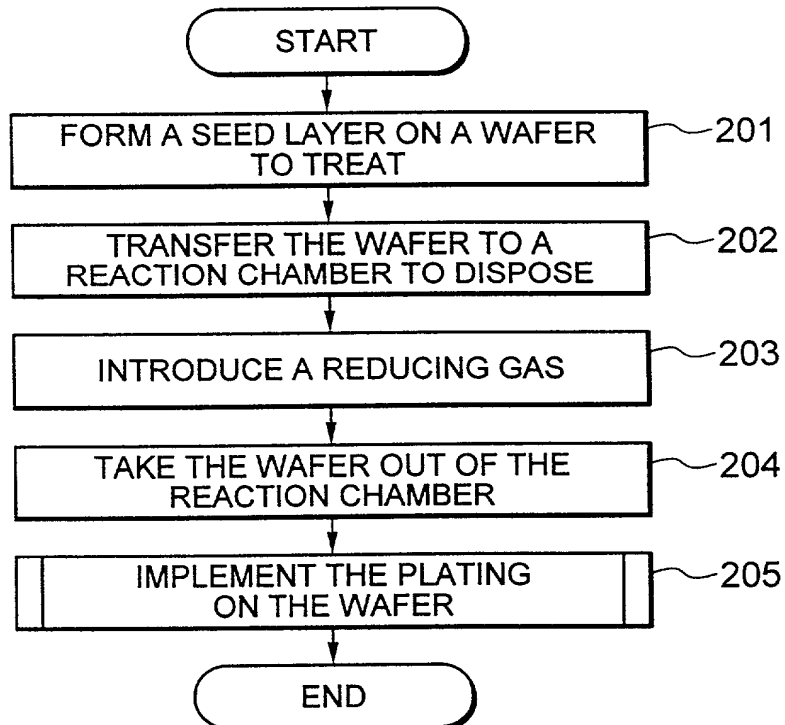 START
FORM A SEED LAYER ON A WAFER
TO TREAT
201
TRANSFER THE WAFER TO A
REACTION CHAMBER TO DISPOSE
202
INTRODUCE A REDUCING GAS
203
TAKE THE WAFER OUT OF THE
REACTION CHAMBER
204
IMPLEMENT THE PLATING
ON THE WAFER
205
END